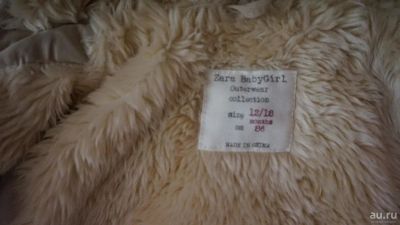 Zara BabyGirl
Outerwear
collection
size 12/18
months
cm 86
MADE IN CHINA
au.ru